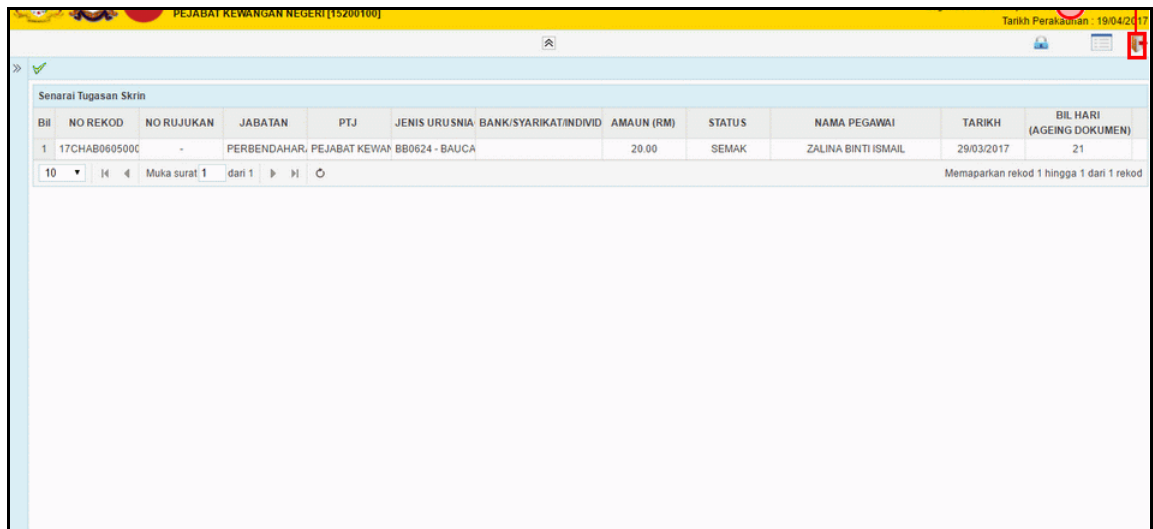 PEJABAT KEWANGAN NEGERI [15200100]
Tarikh Perakaunan : 19/04/2017
Senarai Tugasan Skrin
Bil NO REKOD NO RUJUKAN JABATAN PTJ JENIS URUSNIA BANK/SYARIKAT/INDIVID AMAUN (RM) STATUS NAMA PEGAWAI TARIKH BIL HARI (AGEING DOKUMEN)
1 17CHAB0605000 - PERBENDAHAR. PEJABAT KEWAN BB0624 - BAUCA 20.00 SEMAK ZALINA BINTI ISMAIL 29/03/2017 21
10 Muka surat 1 dari 1 Memaparkan rekod 1 hingga 1 dari 1 rekod